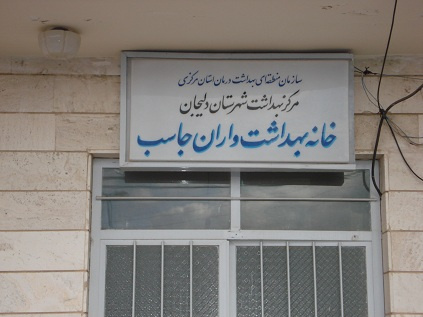 سازمان منطقه‌ای بهداشت درمان استان مرکزی
مرکز بهداشت شهرستان دلیجان
خانه بهداشت واران جاسب